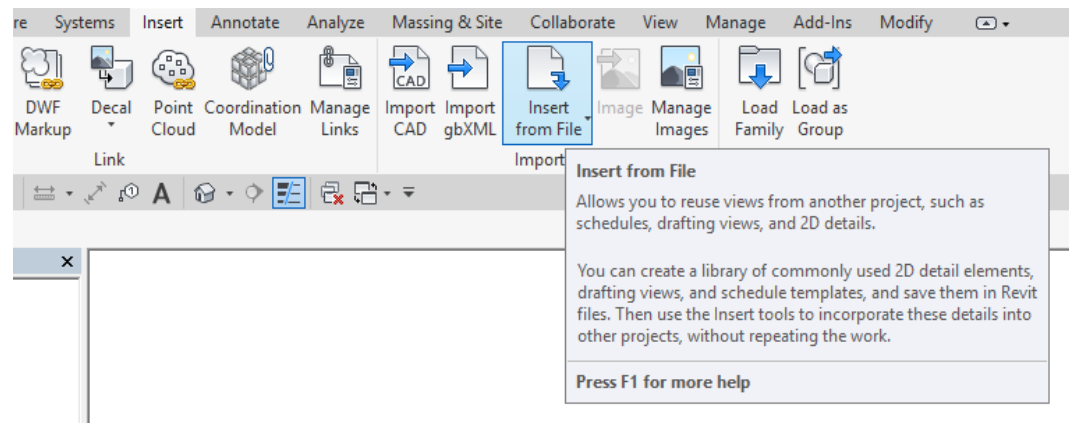 re Systems Insert Annotate Analyze Massing & Site Collaborate View Manage Add-Ins Modify
CAD
DWF Markup
Decal
Point Cloud
Coordination Model
Manage Links
Import CAD
Import gbXML
Insert from File
Image
Manage Images
Load Family
Load as Group
Link
Import
1
A
Insert from File
Allows you to reuse views from another project, such as
schedules, drafting views, and 2D details.
You can create a library of commonly used 2D detail elements,
drafting views, and schedule templates, and save them in Revit
files. Then use the Insert tools to incorporate these details into
other projects, without repeating the work.
Press F1 for more help